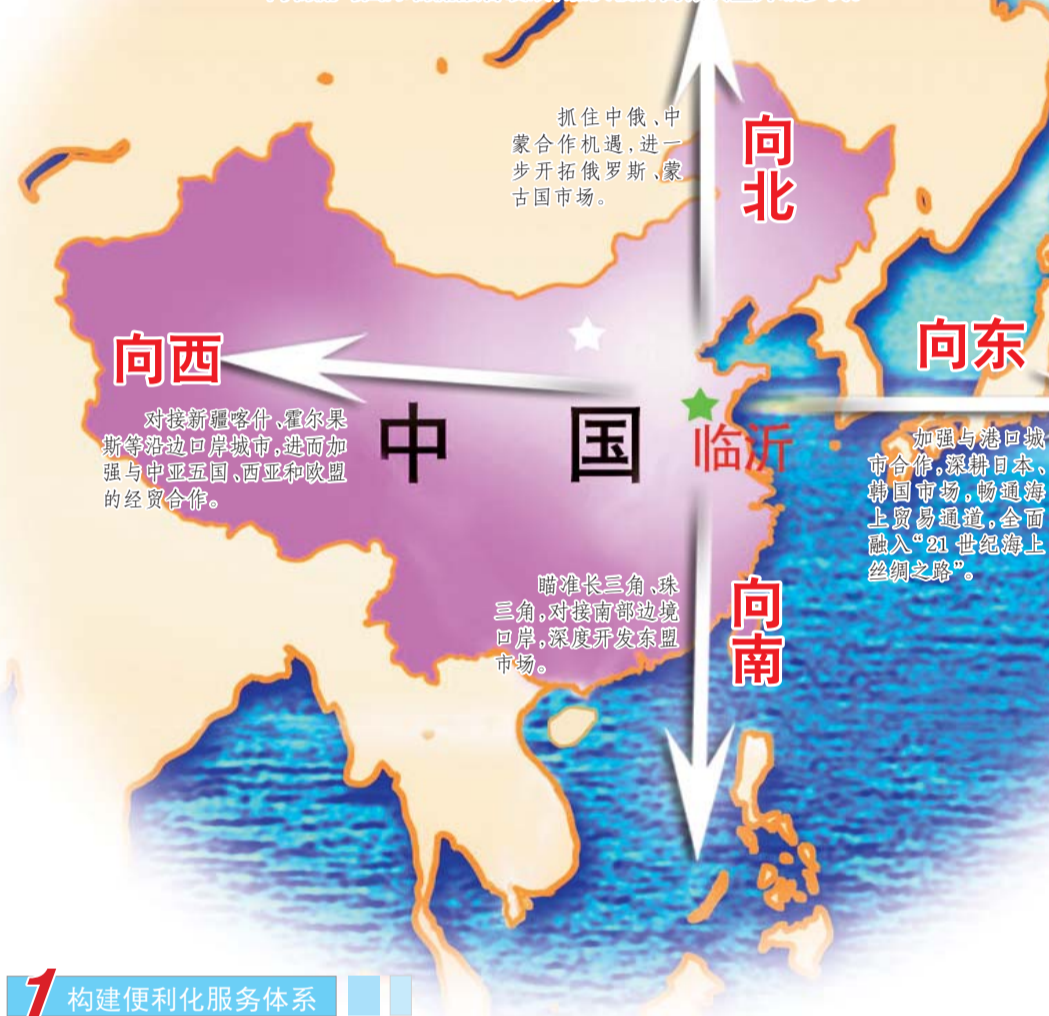 抓住中俄、中
蒙合作机遇,进一
步开拓俄罗斯、蒙
古国市场。
向
北
向西
对接新疆喀什、霍尔果
斯等沿边口岸城市,进而加
强与中亚五国、西亚和欧盟
的经贸合作。
中 国
临沂
向东
加强与港口城
市合作,深耕日本、
韩国市场,畅通海
上贸易通道,全面
融入“21 世纪海上
丝绸之路”。
瞄准长三角、珠
三角,对接南部边境
口岸,深度开发东盟
市场。
向
南
1 构建便利化服务体系